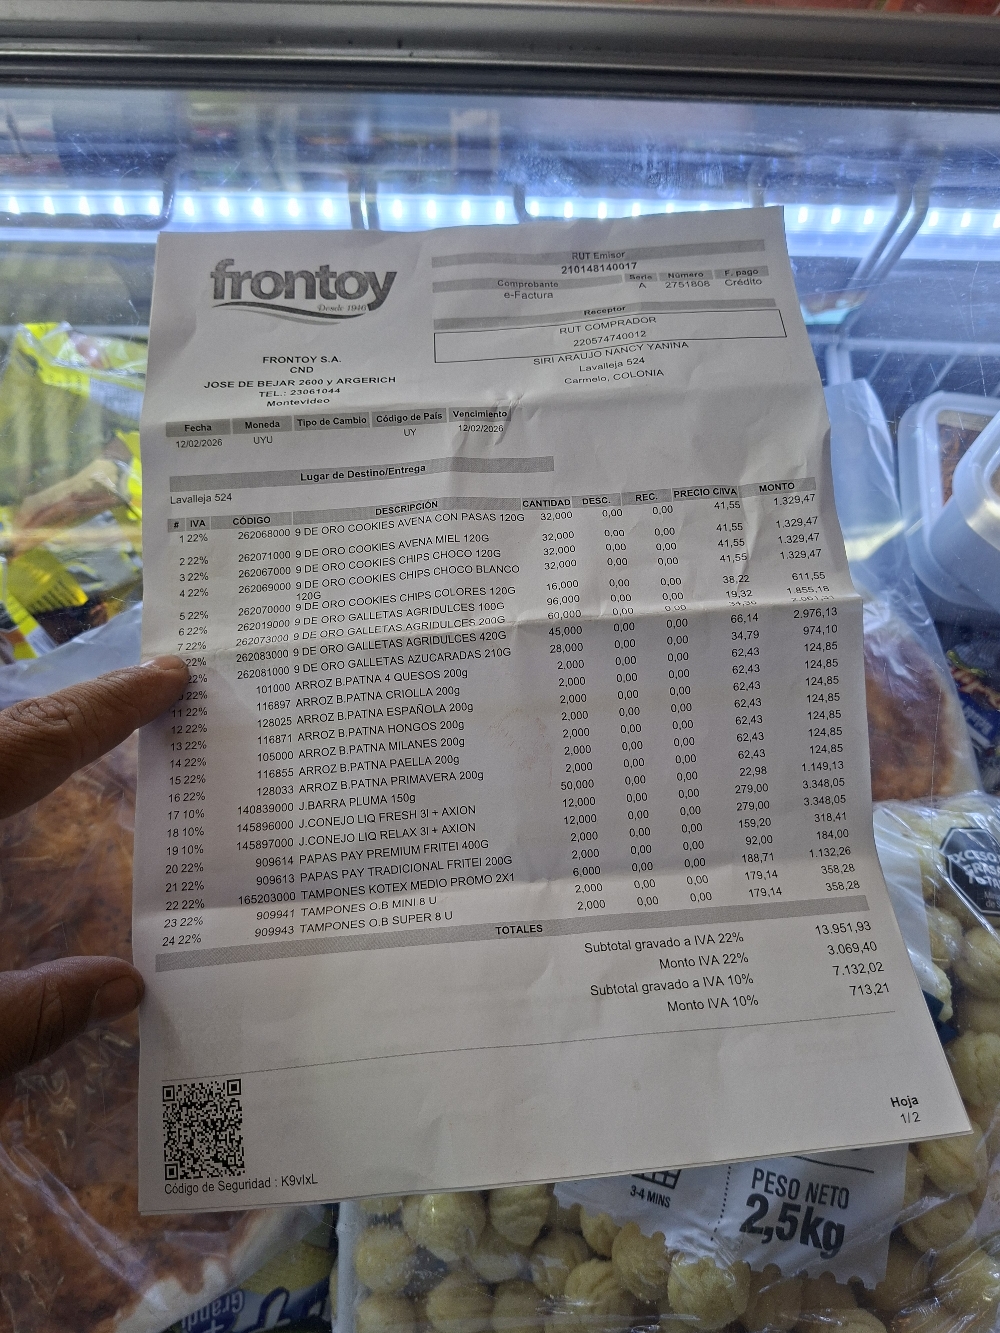 frontoy
Desde 1946
RUT Emisor
210148140017
Comprobante Serie Número F. pago
e-Factura A 2751808 Crédito
Receptor
RUT COMPRADOR
220574740012
SIRI ARAUJO NANCY YANINA
Lavalleja 524
Carmelo, COLONIA
FRONTOY S.A.
CND
JOSE DE BEJAR 2600 y ARGERICH
TEL.: 23061044
Montevideo
Fecha Moneda Tipo de Cambio Código de País Vencimiento
12/02/2026 UYU UY 12/02/2026
Lugar de Destino/Entrega
Lavalleja 524
# IVA CÓDIGO DESCRIPCIÓN CANTIDAD DESC. REC. PRECIO C/IVA MONTO
1 22% 262068000 9 DE ORO COOKIES AVENA CON PASAS 120G 32,000 0,00 0,00 41,55 1.329,47
2 22% 262071000 9 DE ORO COOKIES AVENA MIEL 120G 32,000 0,00 0,00 41,55 1.329,47
3 22% 262067000 9 DE ORO COOKIES CHIPS CHOCO 120G 32,000 0,00 0,00 41,55 1.329,47
4 22% 262069000 9 DE ORO COOKIES CHIPS CHOCO BLANCO 120G 32,000 0,00 0,00 41,55 1.329,47
5 22% 262070000 9 DE ORO COOKIES CHIPS COLORES 120G 16,000 0,00 0,00 38,22 611,55
6 22% 262019000 9 DE ORO GALLETAS AGRIDULCES 100G 96,000 0,00 0,00 19,32 1.855,18
7 22% 262073000 9 DE ORO GALLETAS AGRIDULCES 200G 60,000 0,00 0,00
22% 262083000 9 DE ORO GALLETAS AGRIDULCES 420G 45,000 0,00 0,00 66,14 2.976,13
22% 262081000 9 DE ORO GALLETAS AZUCARADAS 210G 28,000 0,00 0,00 34,79 974,10
22% 101000 ARROZ B.PATNA 4 QUESOS 200g 2,000 0,00 0,00 62,43 124,85
11 22% 116897 ARROZ B.PATNA CRIOLLA 200g 2,000 0,00 0,00 62,43 124,85
12 22% 128025 ARROZ B.PATNA ESPAÑOLA 200g 2,000 0,00 0,00 62,43 124,85
13 22% 116871 ARROZ B.PATNA HONGOS 200g 2,000 0,00 0,00 62,43 124,85
14 22% 105000 ARROZ B.PATNA MILANES 200g 2,000 0,00 0,00 62,43 124,85
15 22% 116855 ARROZ B.PATNA PAELLA 200g 2,000 0,00 0,00 62,43 124,85
16 22% 128033 ARROZ B.PATNA PRIMAVERA 200g 2,000 0,00 0,00 62,43 124,85
17 10% 140839000 J.BARRA PLUMA 150g 50,000 0,00 0,00 22,98 1.149,13
18 10% 145896000 J.CONEJO LIQ FRESH 3l + AXION 12,000 0,00 0,00 279,00 3.348,05
19 10% 145897000 J.CONEJO LIQ RELAX 3l + AXION 12,000 0,00 0,00 279,00 3.348,05
20 22% 909614 PAPAS PAY PREMIUM FRITEI 400G 2,000 0,00 0,00 159,20 318,41
21 22% 909613 PAPAS PAY TRADICIONAL FRITEI 200G 2,000 0,00 0,00 92,00 184,00
22 22% 165203000 TAMPONES KOTEX MEDIO PROMO 2X1 6,000 0,00 0,00 188,71 1.132,26
23 22% 909941 TAMPONES O.B MINI 8 U 2,000 0,00 0,00 179,14 358,28
24 22% 909943 TAMPONES O.B SUPER 8 U 2,000 0,00 0,00 179,14 358,28
TOTALES
Subtotal gravado a IVA 22% 13.951,93
Monto IVA 22% 3.069,40
Subtotal gravado a IVA 10% 7.132,02
Monto IVA 10% 713,21
Hoja
1/2
Código de Seguridad : K9vlxL
3-4 MINS
PESO NETO
2,5kg